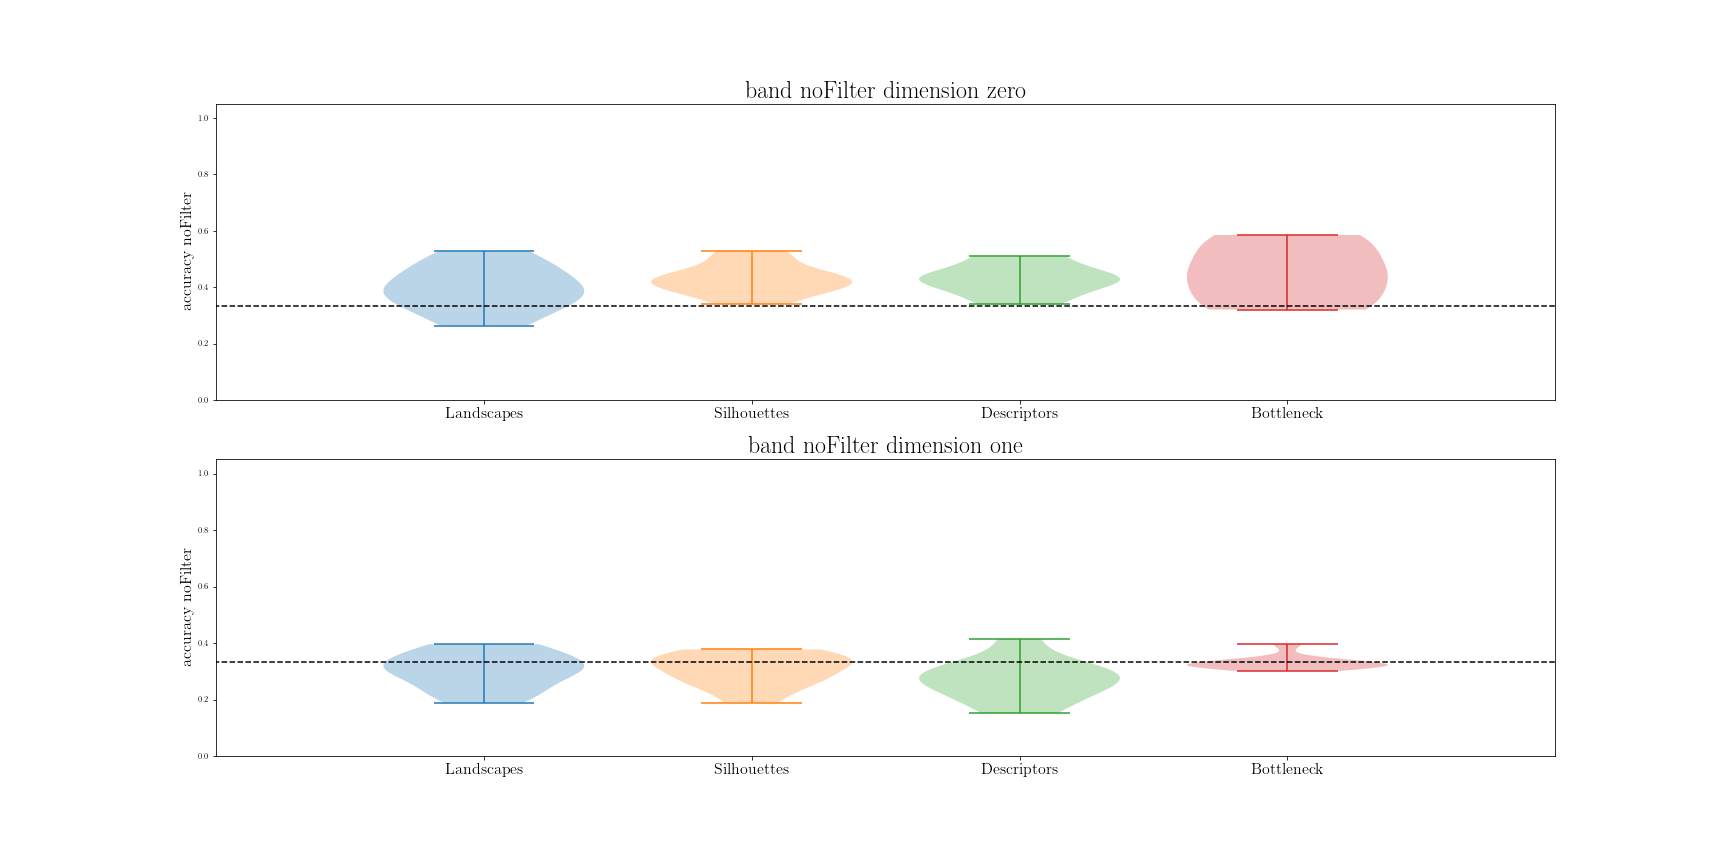 band noFilter dimension zero
1.0
0.8
0.6
0.4
0.2
0.0
accuracy noFilter
Landscapes Silhouettes Descriptors Bottleneck
band noFilter dimension one
1.0
0.8
0.6
0.4
0.2
0.0
accuracy noFilter
Landscapes Silhouettes Descriptors Bottleneck